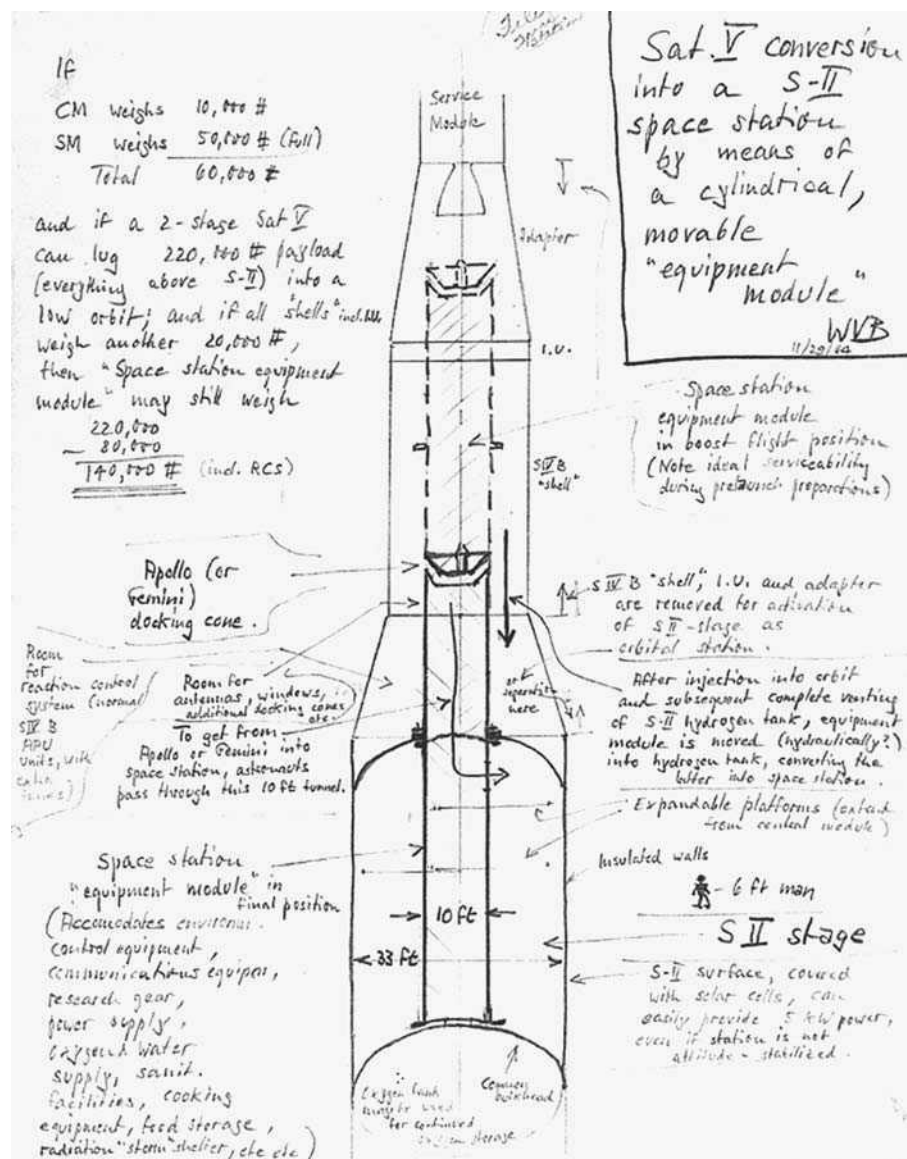 Sat. V conversion
into a S-II
space station
by means of
a cylindrical,
movable
"equipment
module"
WVB
11/29/64
If
CM weighs 10,000 #
SM weighs 50,000 # (full)
Total 60,000 #
and if a 2-stage Sat V
can lug 220,000 # payload
(everything above S-II) into a
low orbit; and if all "shells" incl.
weigh another 20,000 #,
then "Space station equipment
module" may still weigh
220,000
- 80,000
140,000 # (incl. RCS)
Service
Module
Adapter
I.U.
SIVB
"shell"
Space station
equipment module
in boost flight position
(Note ideal serviceability
during prelaunch preparations)
Apollo (or
Gemini)
docking cone.
Room
for
reaction control
system (normal
SIV B
APU
units, with
tanks)
Room for
antennas, windows,
additional docking cones
etc.
To get from
Apollo or Gemini into
space station, astronauts
pass through this 10 ft tunnel.
S IV B "shell", I.U. and adapter
are removed for activation
of S II-stage as
orbital station.
or
separation
here
After injection into orbit
and subsequent complete venting
of S-II hydrogen tank, equipment
module is moved (hydraulically?)
into hydrogen tank, converting the
latter into space station.
Expandable platforms (extend
from central module)
Insulated walls
- 6 ft man
S II stage
S-II surface, covered
with solar cells, can
easily provide 5 kW power,
even if station is not
attitude-stabilized.
Space station
"equipment module" in
final position
(Accomodates environm.
control equipment,
communications equipm,
research gear,
power supply,
oxygen & water
supply, sanit.
facilities, cooking
equipment, food storage,
radiation "storm" shelter, etc etc)
10 ft
33 ft
Oxygen tank
might be used
for continued
oxygen storage
Common
bulkhead